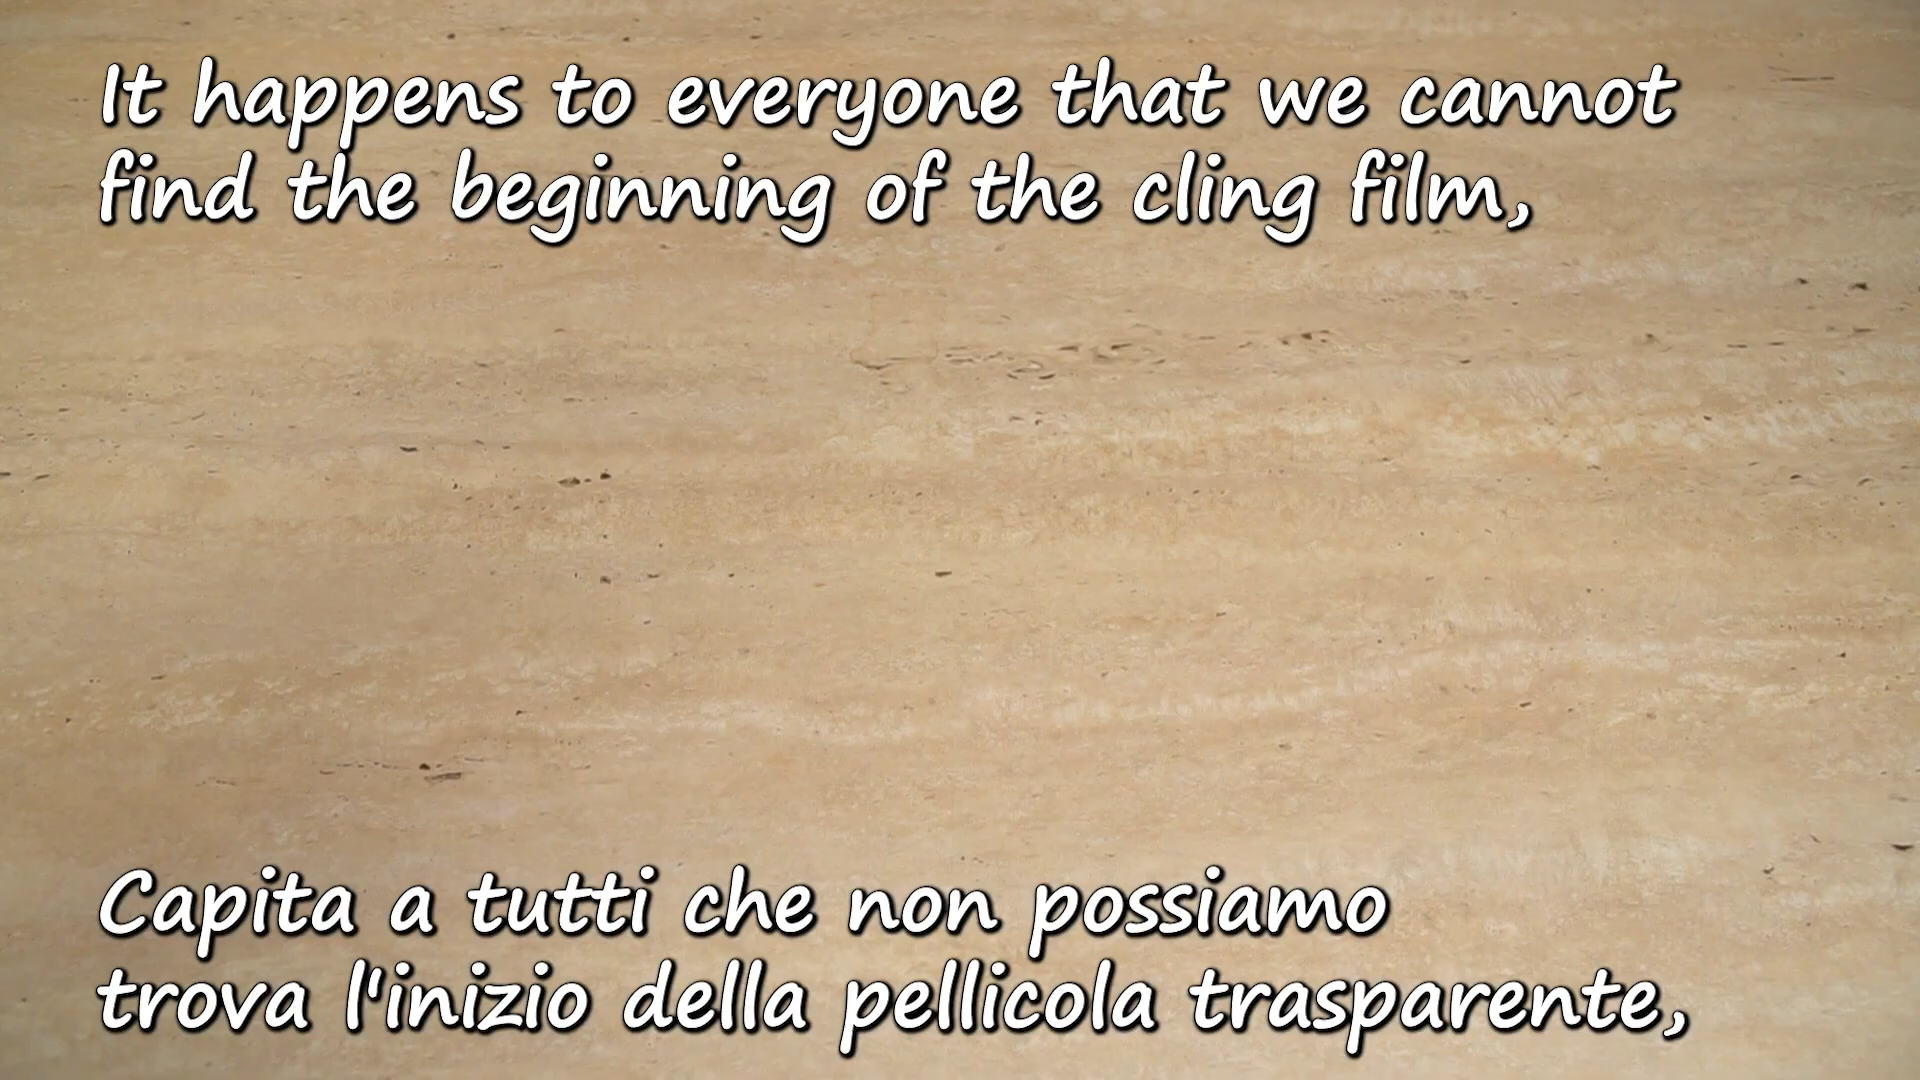 It happens to everyone that we cannot
find the beginning of the cling film,
Capita a tutti che non possiamo
trova l'inizio della pellicola trasparente,